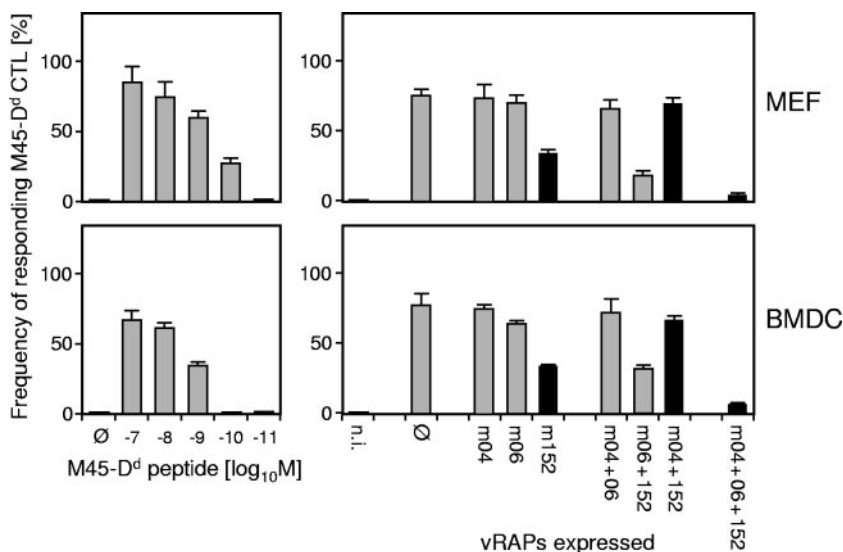 Frequency of responding M45-Dᵈ CTL [%]
100
50
0
100
50
0
MEF
100
50
0
100
50
0
BMDC
Ø -7 -8 -9 -10 -11
M45-Dᵈ peptide [log₁₀M]
n.i.
Ø
m04
m06
m152
m04+06
m06+152
m04+152
m04+06+152
vRAPs expressed